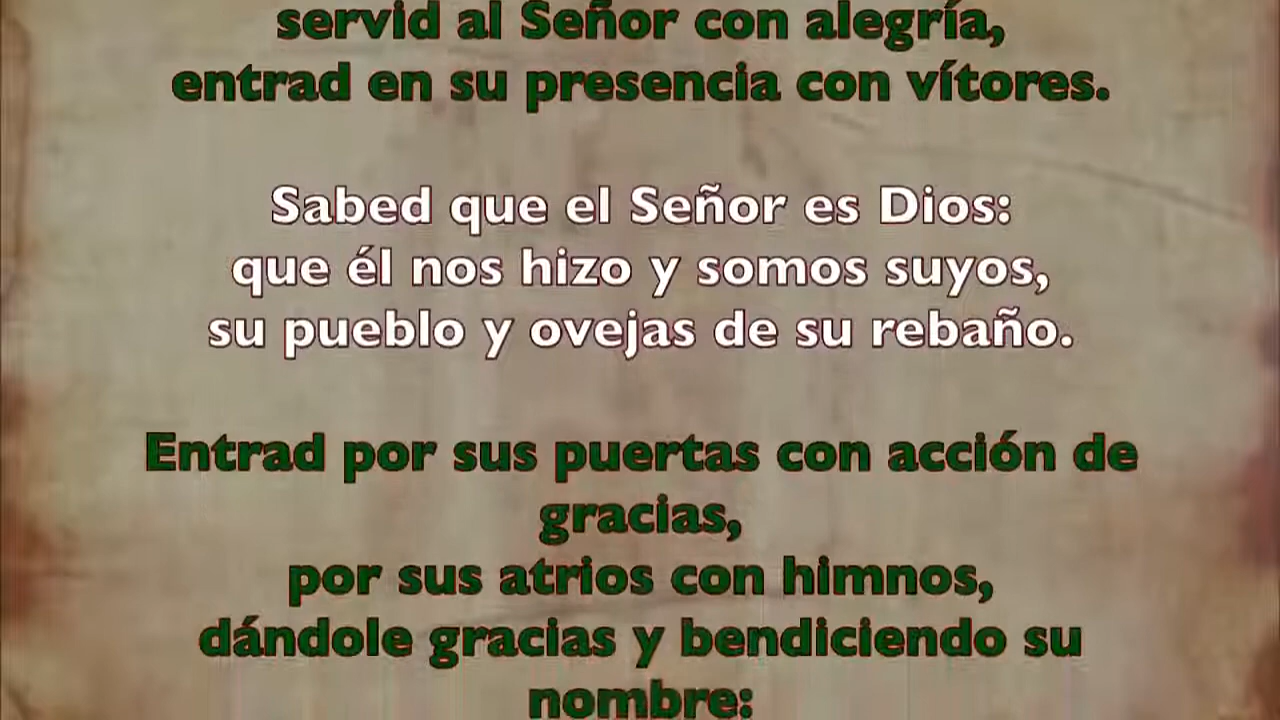 servid al Señor con alegría,
entrad en su presencia con vítores.
Sabed que el Señor es Dios:
que él nos hizo y somos suyos,
su pueblo y ovejas de su rebaño.
Entrad por sus puertas con acción de
gracias,
por sus atrios con himnos,
dándole gracias y bendiciendo su
nombre: